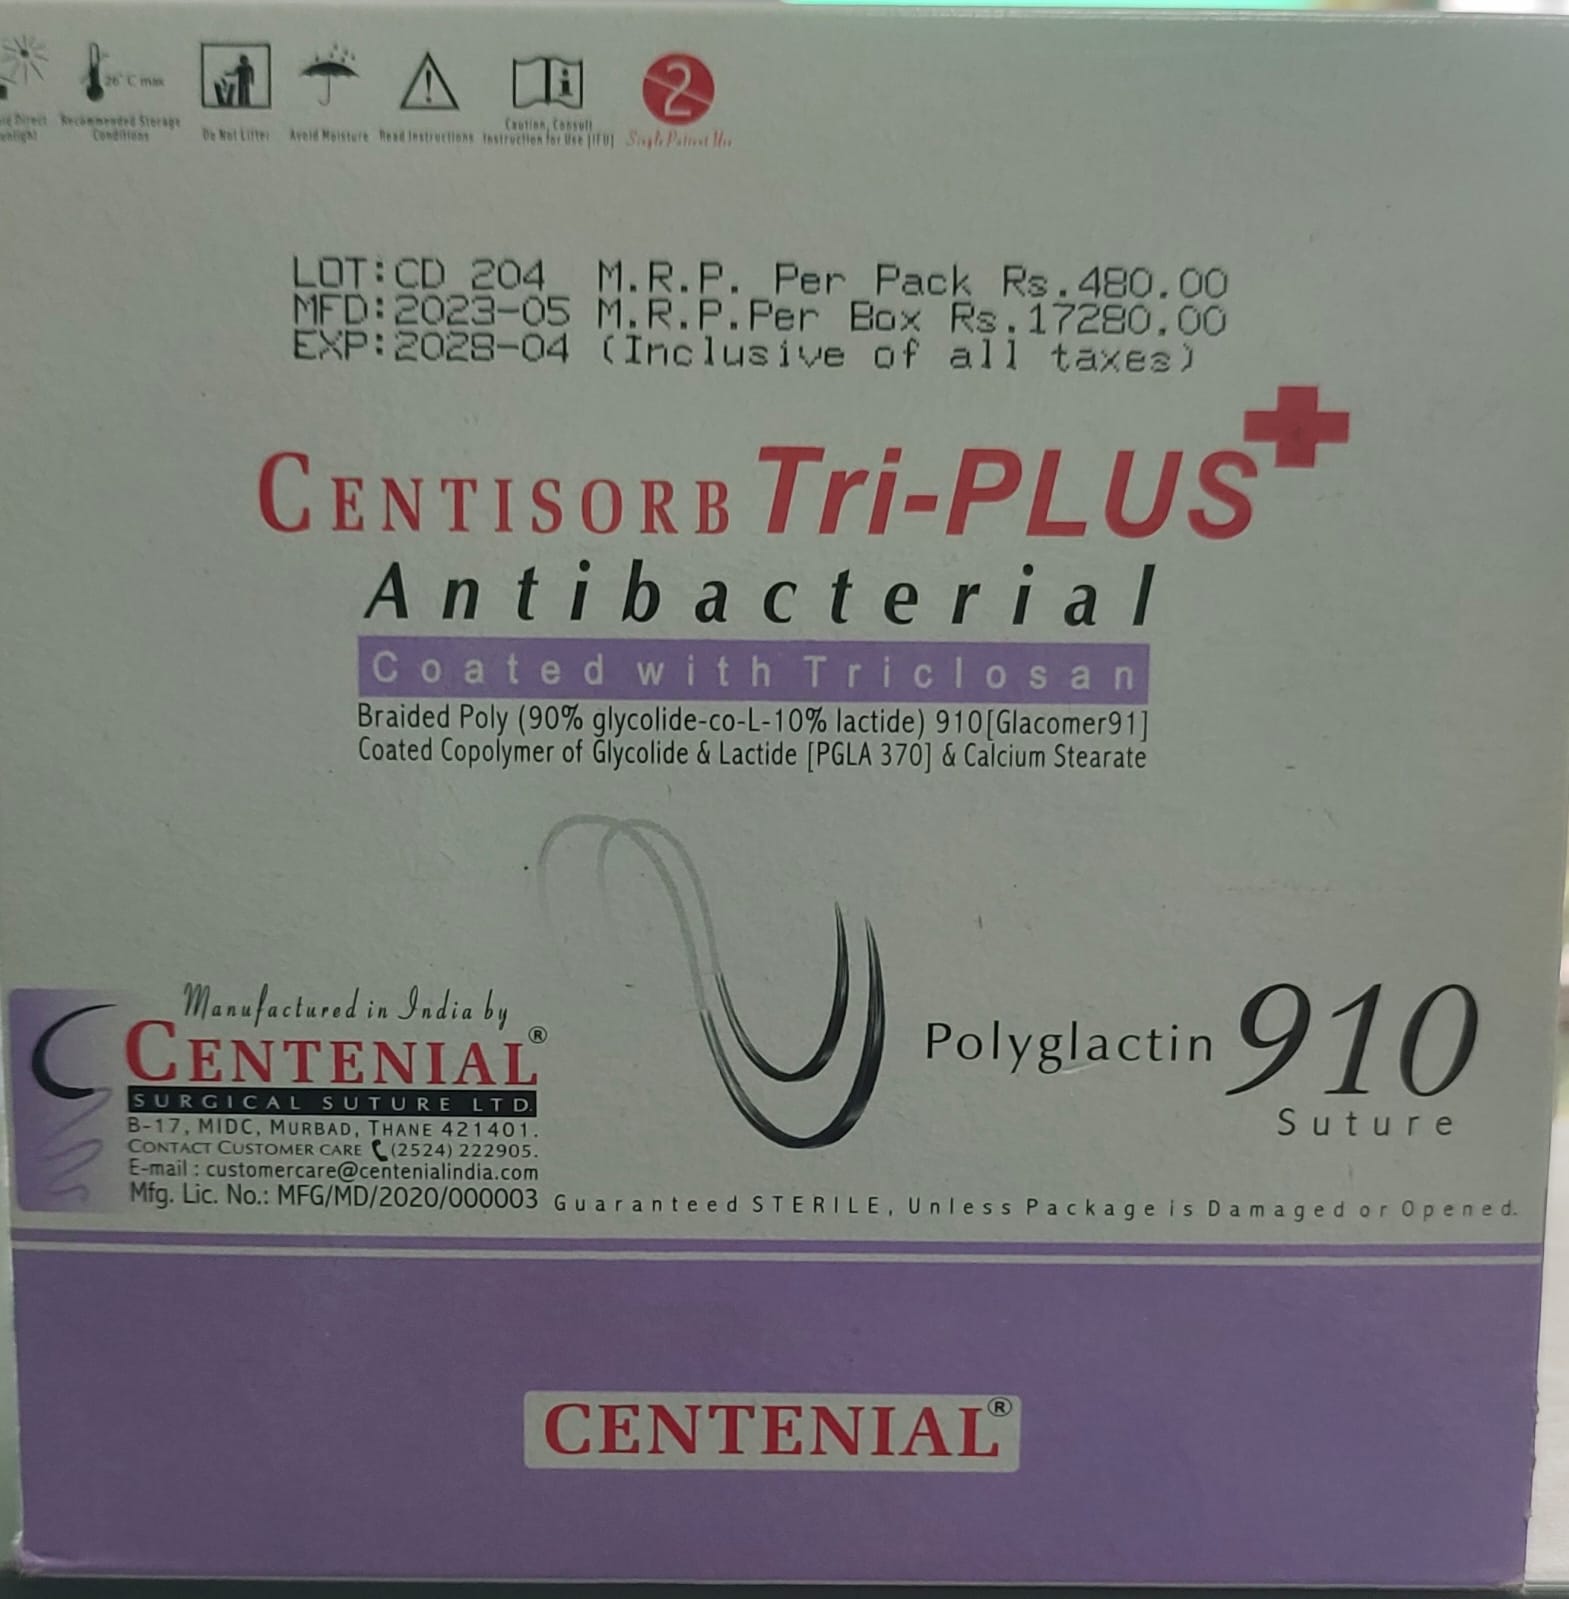 26°C max
Recommended Storage
Conditions
Do Not Litter
Avoid Moisture
Read Instructions
Caution, Consult
Instruction for Use [IFU]
2
Single Patient Use
LOT:CD 204 M.R.P. Per Pack Rs.480.00
MFD:2023-05 M.R.P.Per Box Rs.17280.00
EXP:2028-04 (Inclusive of all taxes)
CENTISORB Tri-PLUS+
Antibacterial
Coated with Triclosan
Braided Poly (90% glycolide-co-L-10% lactide) 910[Glacomer91]
Coated Copolymer of Glycolide & Lactide [PGLA 370] & Calcium Stearate
Manufactured in India by
CENTENIAL®
SURGICAL SUTURE LTD.
B-17, MIDC, MURBAD, THANE 421401.
CONTACT CUSTOMER CARE (2524) 222905.
E-mail : customercare@centenialindia.com
Mfg. Lic. No.: MFG/MD/2020/000003
Polyglactin 910
Suture
Guaranteed STERILE, Unless Package is Damaged or Opened.
CENTENIAL®